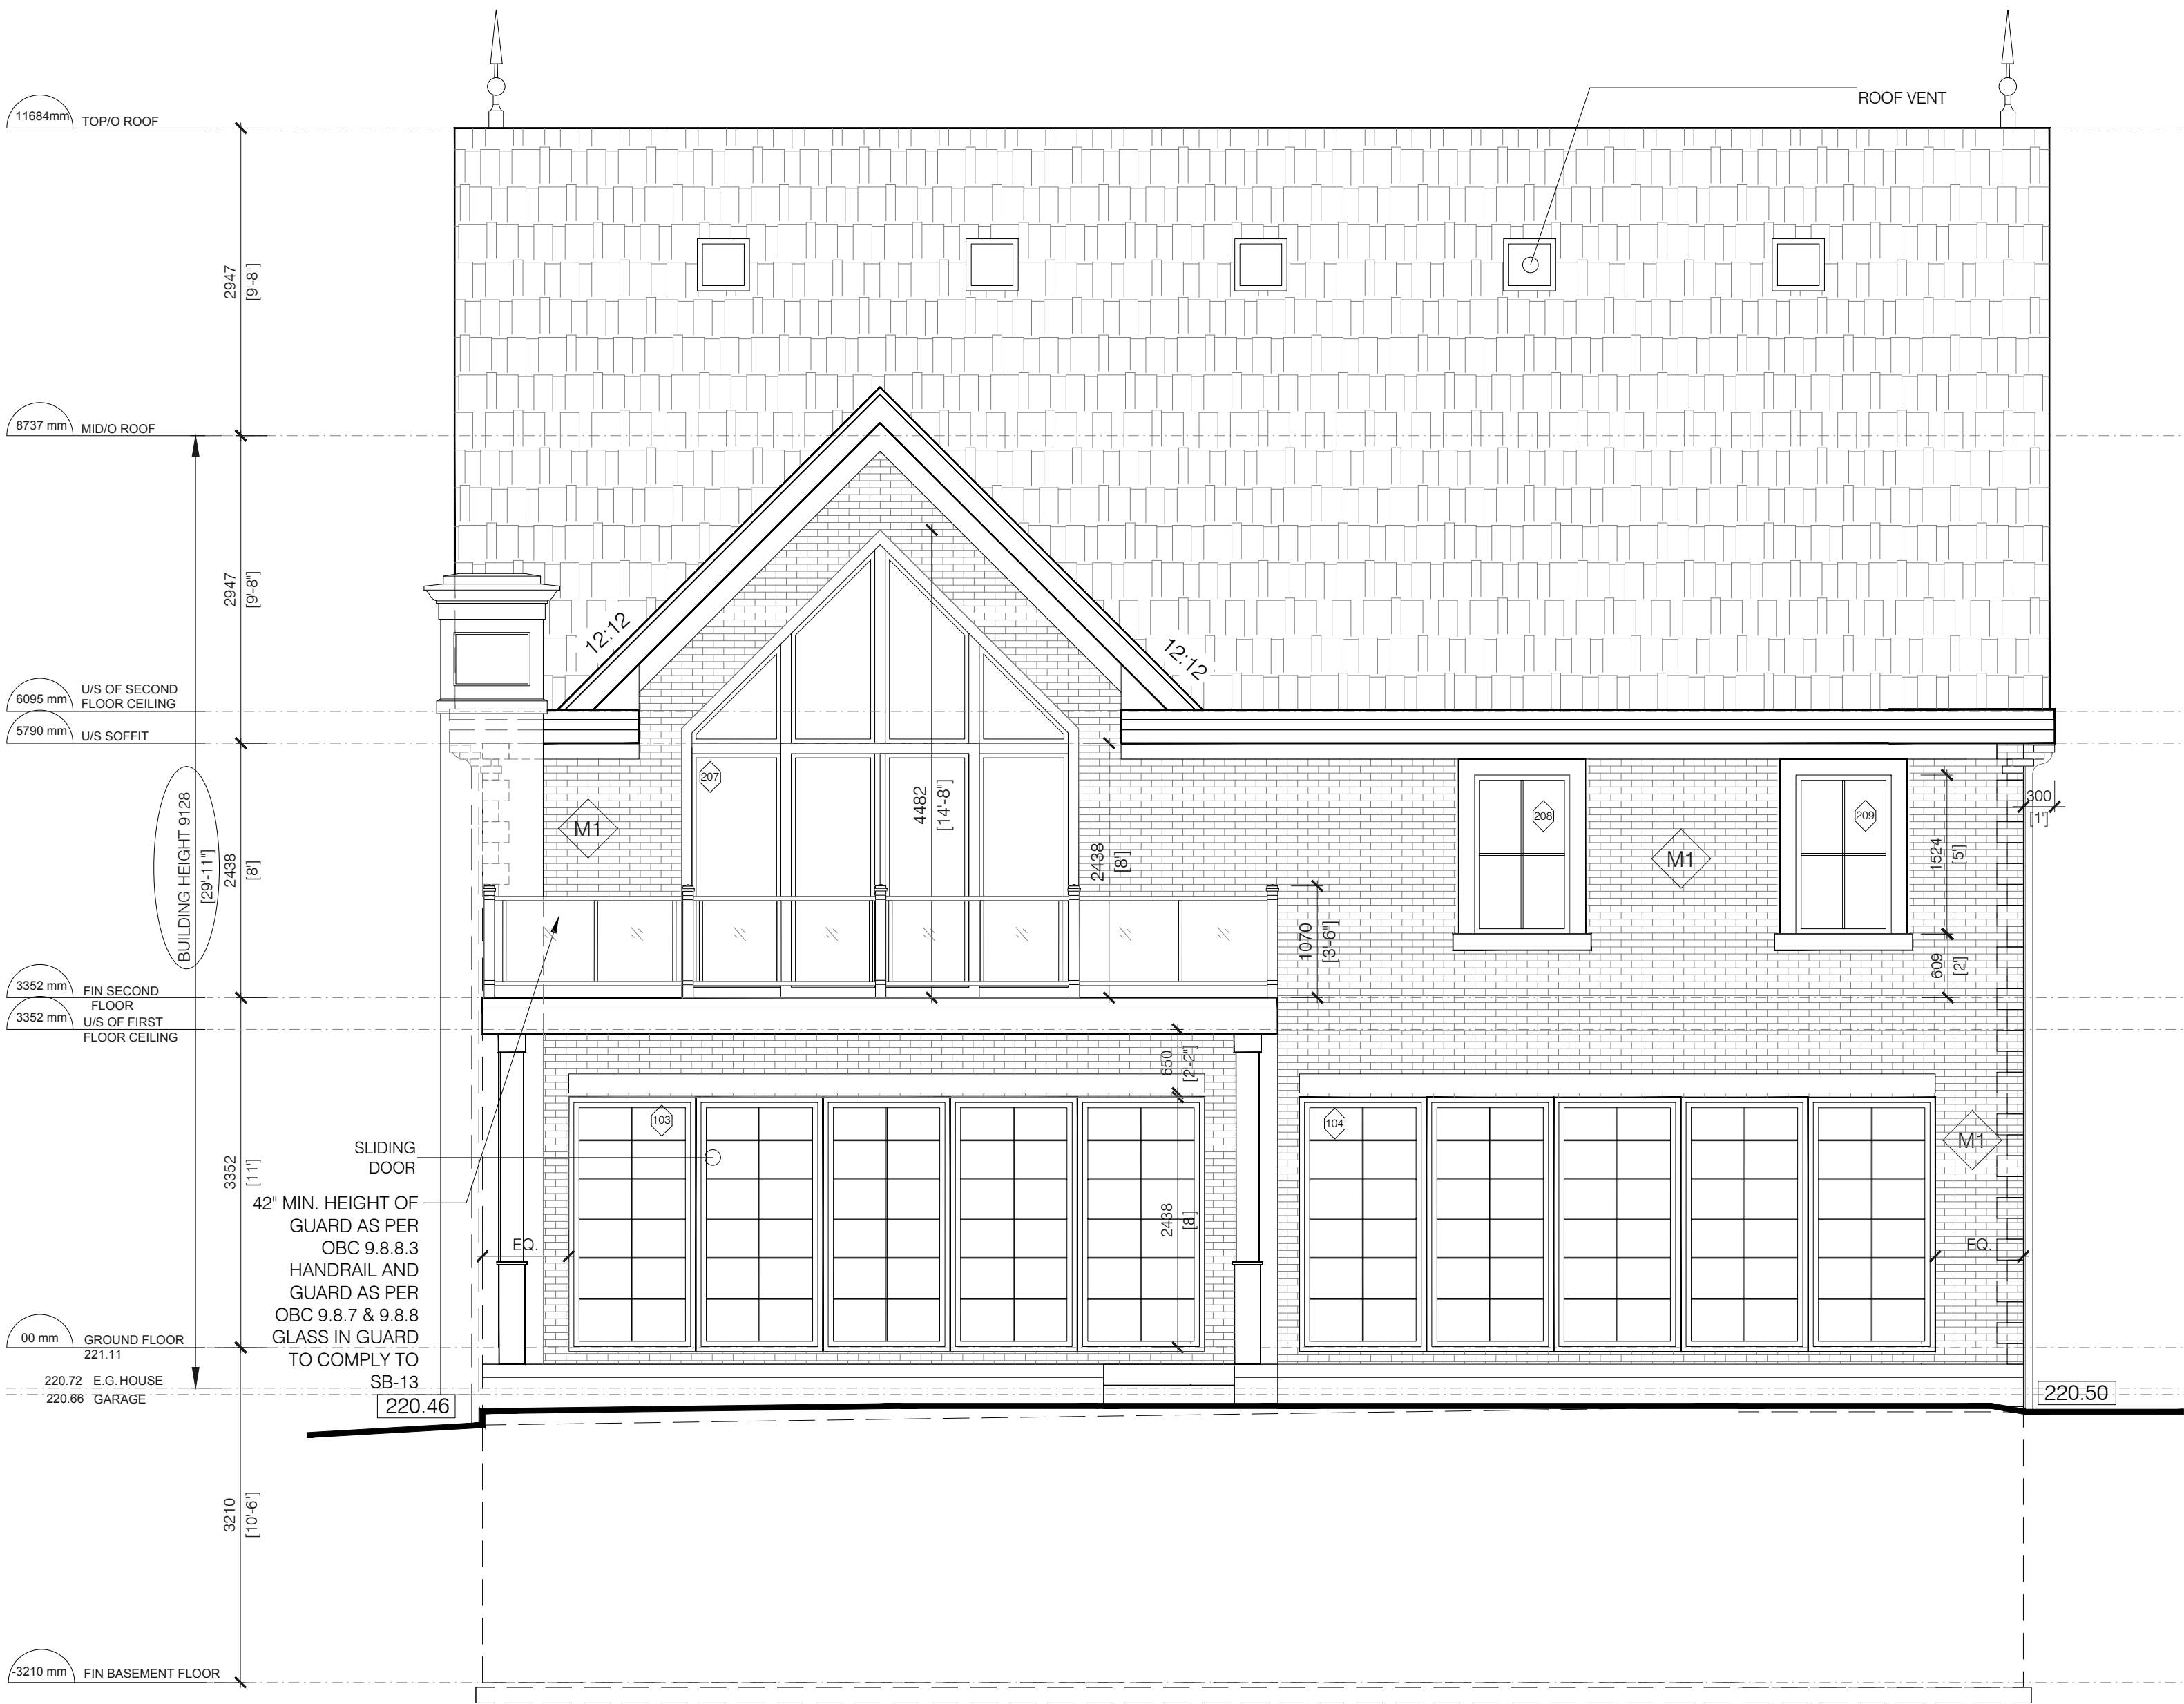 ROOF VENT
11684mm TOP/O ROOF
2947
[9'-8"]
8737 mm MID/O ROOF
2947
[9'-8"]
12:12
12:12
6095 mm U/S OF SECOND
FLOOR CEILING
5790 mm U/S SOFFIT
BUILDING HEIGHT 9128
[29'-11"]
2438
[8']
M1
207
4482
[14'-8"]
2438
[8']
208
M1
209
300
[1']
1524
[5']
1070
[3'-6"]
609
[2']
3352 mm FIN SECOND
FLOOR
3352 mm U/S OF FIRST
FLOOR CEILING
650
[2'-2"]
3352
[11']
103
104
M1
SLIDING
DOOR
42" MIN. HEIGHT OF
GUARD AS PER
OBC 9.8.8.3
HANDRAIL AND
GUARD AS PER
OBC 9.8.7 & 9.8.8
GLASS IN GUARD
TO COMPLY TO
SB-13
EQ.
2438
[8']
EQ.
00 mm GROUND FLOOR
221.11
220.72 E.G. HOUSE
220.66 GARAGE
220.46
220.50
3210
[10'-6"]
-3210 mm FIN BASEMENT FLOOR